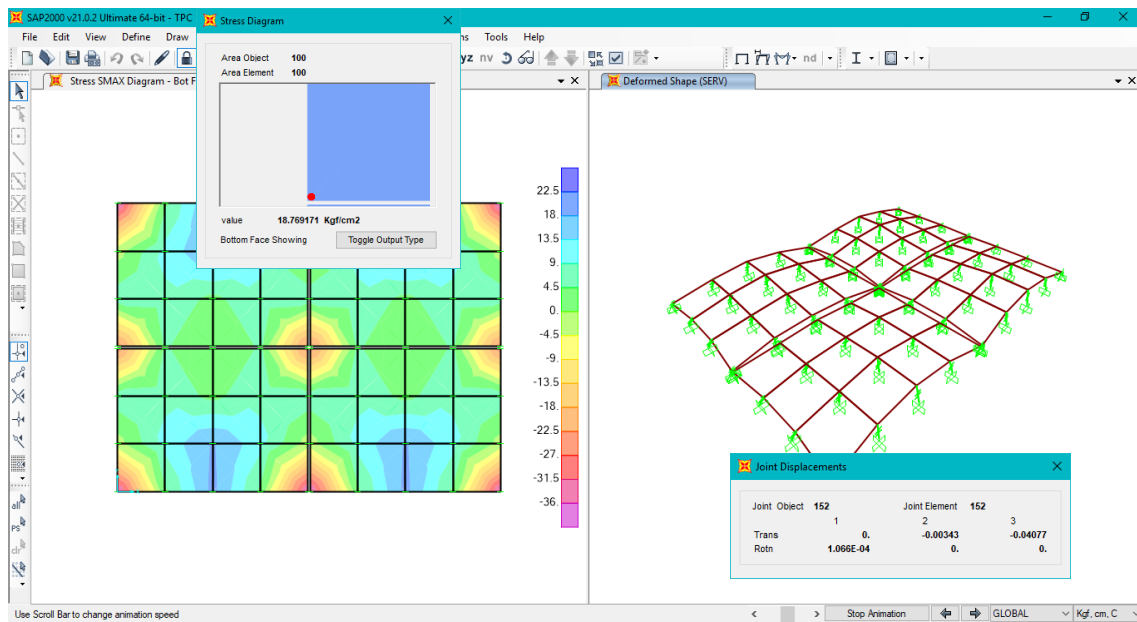 SAP2000 v21.0.2 Ultimate 64-bit - TPC
Stress Diagram
File Edit View Define Draw
Tools Help
yz nv
nd
Stress SMAX Diagram - Bot F
Deformed Shape (SERV)
Area Object 100
Area Element 100
value 18.769171 Kgf/cm2
Bottom Face Showing Toggle Output Type
22.5
18.
13.5
9.
4.5
0.
-4.5
-9.
-13.5
-18.
-22.5
-27.
-31.5
-36.
all
PS
clr
Joint Displacements
Joint Object 152 Joint Element 152
1 2 3
Trans 0. -0.00343 -0.04077
Rotn 1.066E-04 0. 0.
Use Scroll Bar to change animation speed
Stop Animation
GLOBAL
Kgf, cm, C